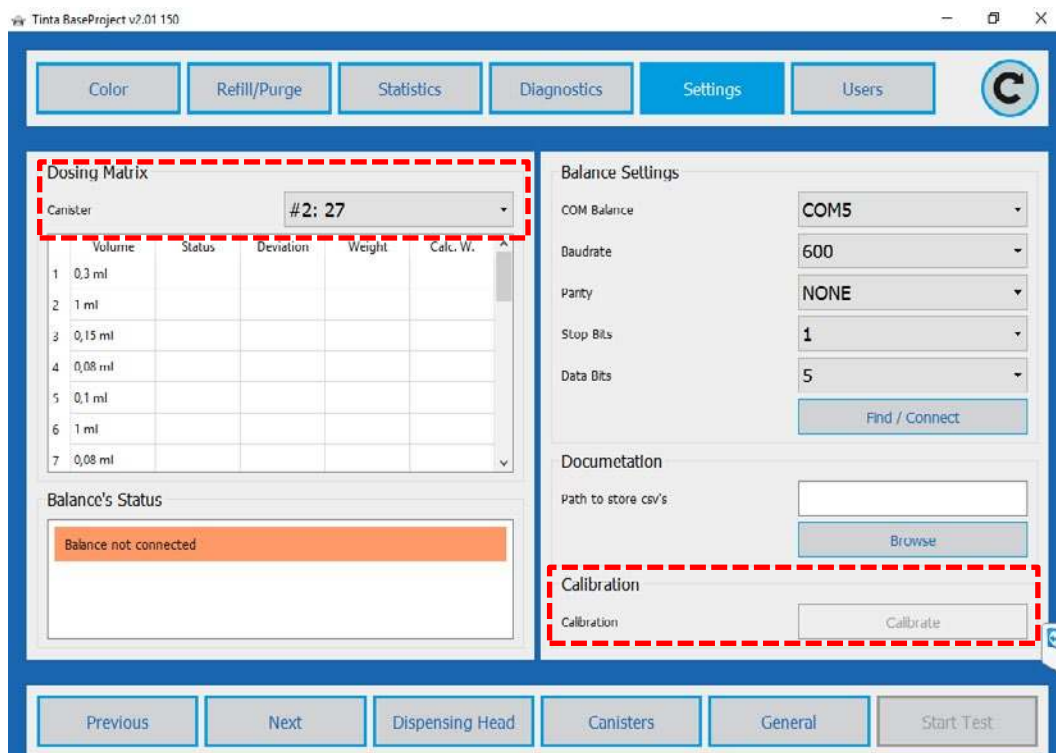 Tinta BaseProject v2.01 150
Color Refill/Purge Statistics Diagnostics Settings Users
Dosing Matrix
Canister #2: 27
Volume Status Deviation Weight Calc. W.
1 0,3 ml
2 1 ml
3 0,15 ml
4 0,08 ml
5 0,1 ml
6 1 ml
7 0,08 ml
Balance's Status
Balance not connected
Balance Settings
COM Balance COM5
Baudrate 600
Parity NONE
Stop Bits 1
Data Bits 5
Find / Connect
Documetation
Path to store csv's
Browse
Calibration
Calibration Calibrate
Previous Next Dispensing Head Canisters General Start Test